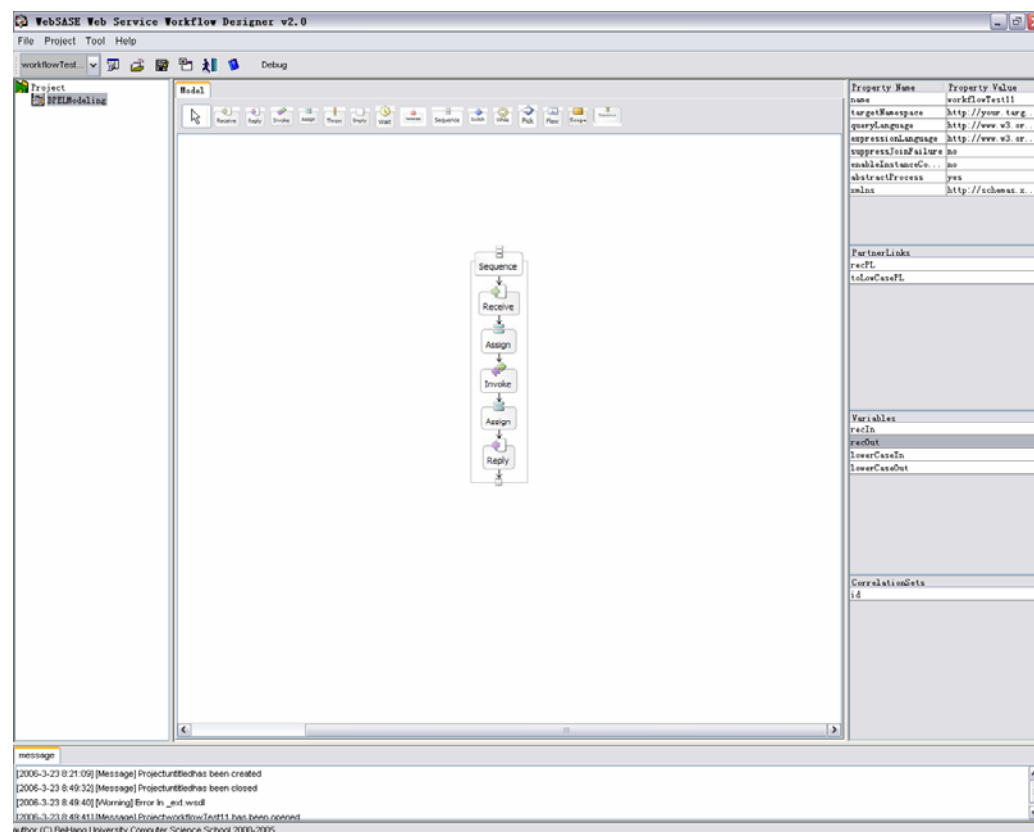 WebSASE Web Service Workflow Designer v2.0
File Project Tool Help
workflowTest... Debug
Project
BPELModeling
Model
Receive Reply Invoke Assign Throw Empty Wait Sequence Switch While Pick Flow Scope
Sequence
Receive
Assign
Invoke
Assign
Reply
Property Name Property Value
name workflowTest11
targetNamespace http://your.targ...
queryLanguage http://www.w3.or...
expressionLanguage http://www.w3.or...
suppressJoinFailure no
enableInstanceCo... no
abstractProcess yes
xmlns http://schemas.x...
PartnerLinks
recPL
toLowCasePL
Variables
recIn
recOut
lowerCaseIn
lowerCaseOut
CorrelationSets
id
message
[2006-3-23 8:21:09] [Message] Projectuntitledhas been created
[2006-3-23 8:49:32] [Message] Projectuntitledhas been closed
[2006-3-23 8:49:40] [Worning] Error In _ext.wsdl
[2006-3-23 8:49:41] [Message] ProjectworkflowTest11 has been opened
author (C) BeiHang University Computer Science School 2000-2005